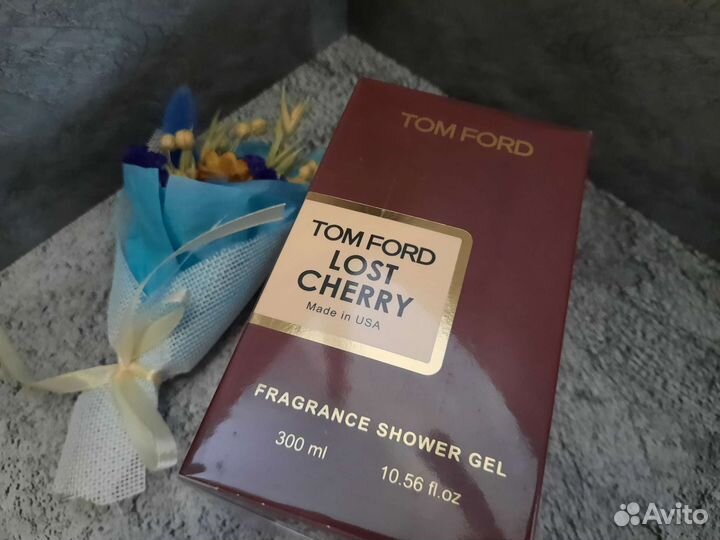 TOM FORD
TOM FORD
LOST
CHERRY
Made in USA
FRAGRANCE SHOWER GEL
300 ml 10.56 fl.oz
Avito